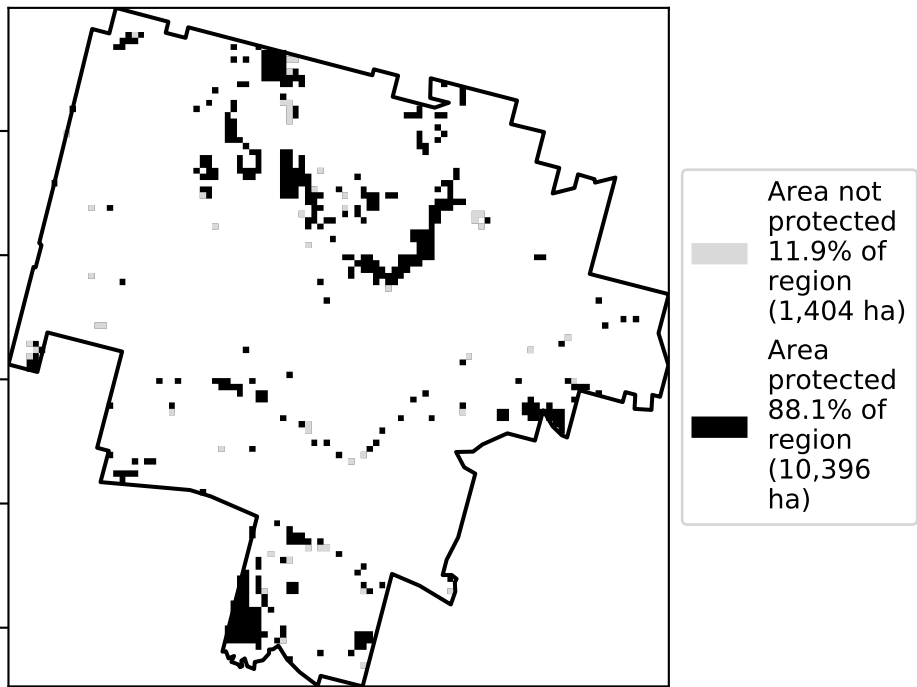 Area not
protected
11.9% of
region
(1,404 ha)
Area
protected
88.1% of
region
(10,396
ha)